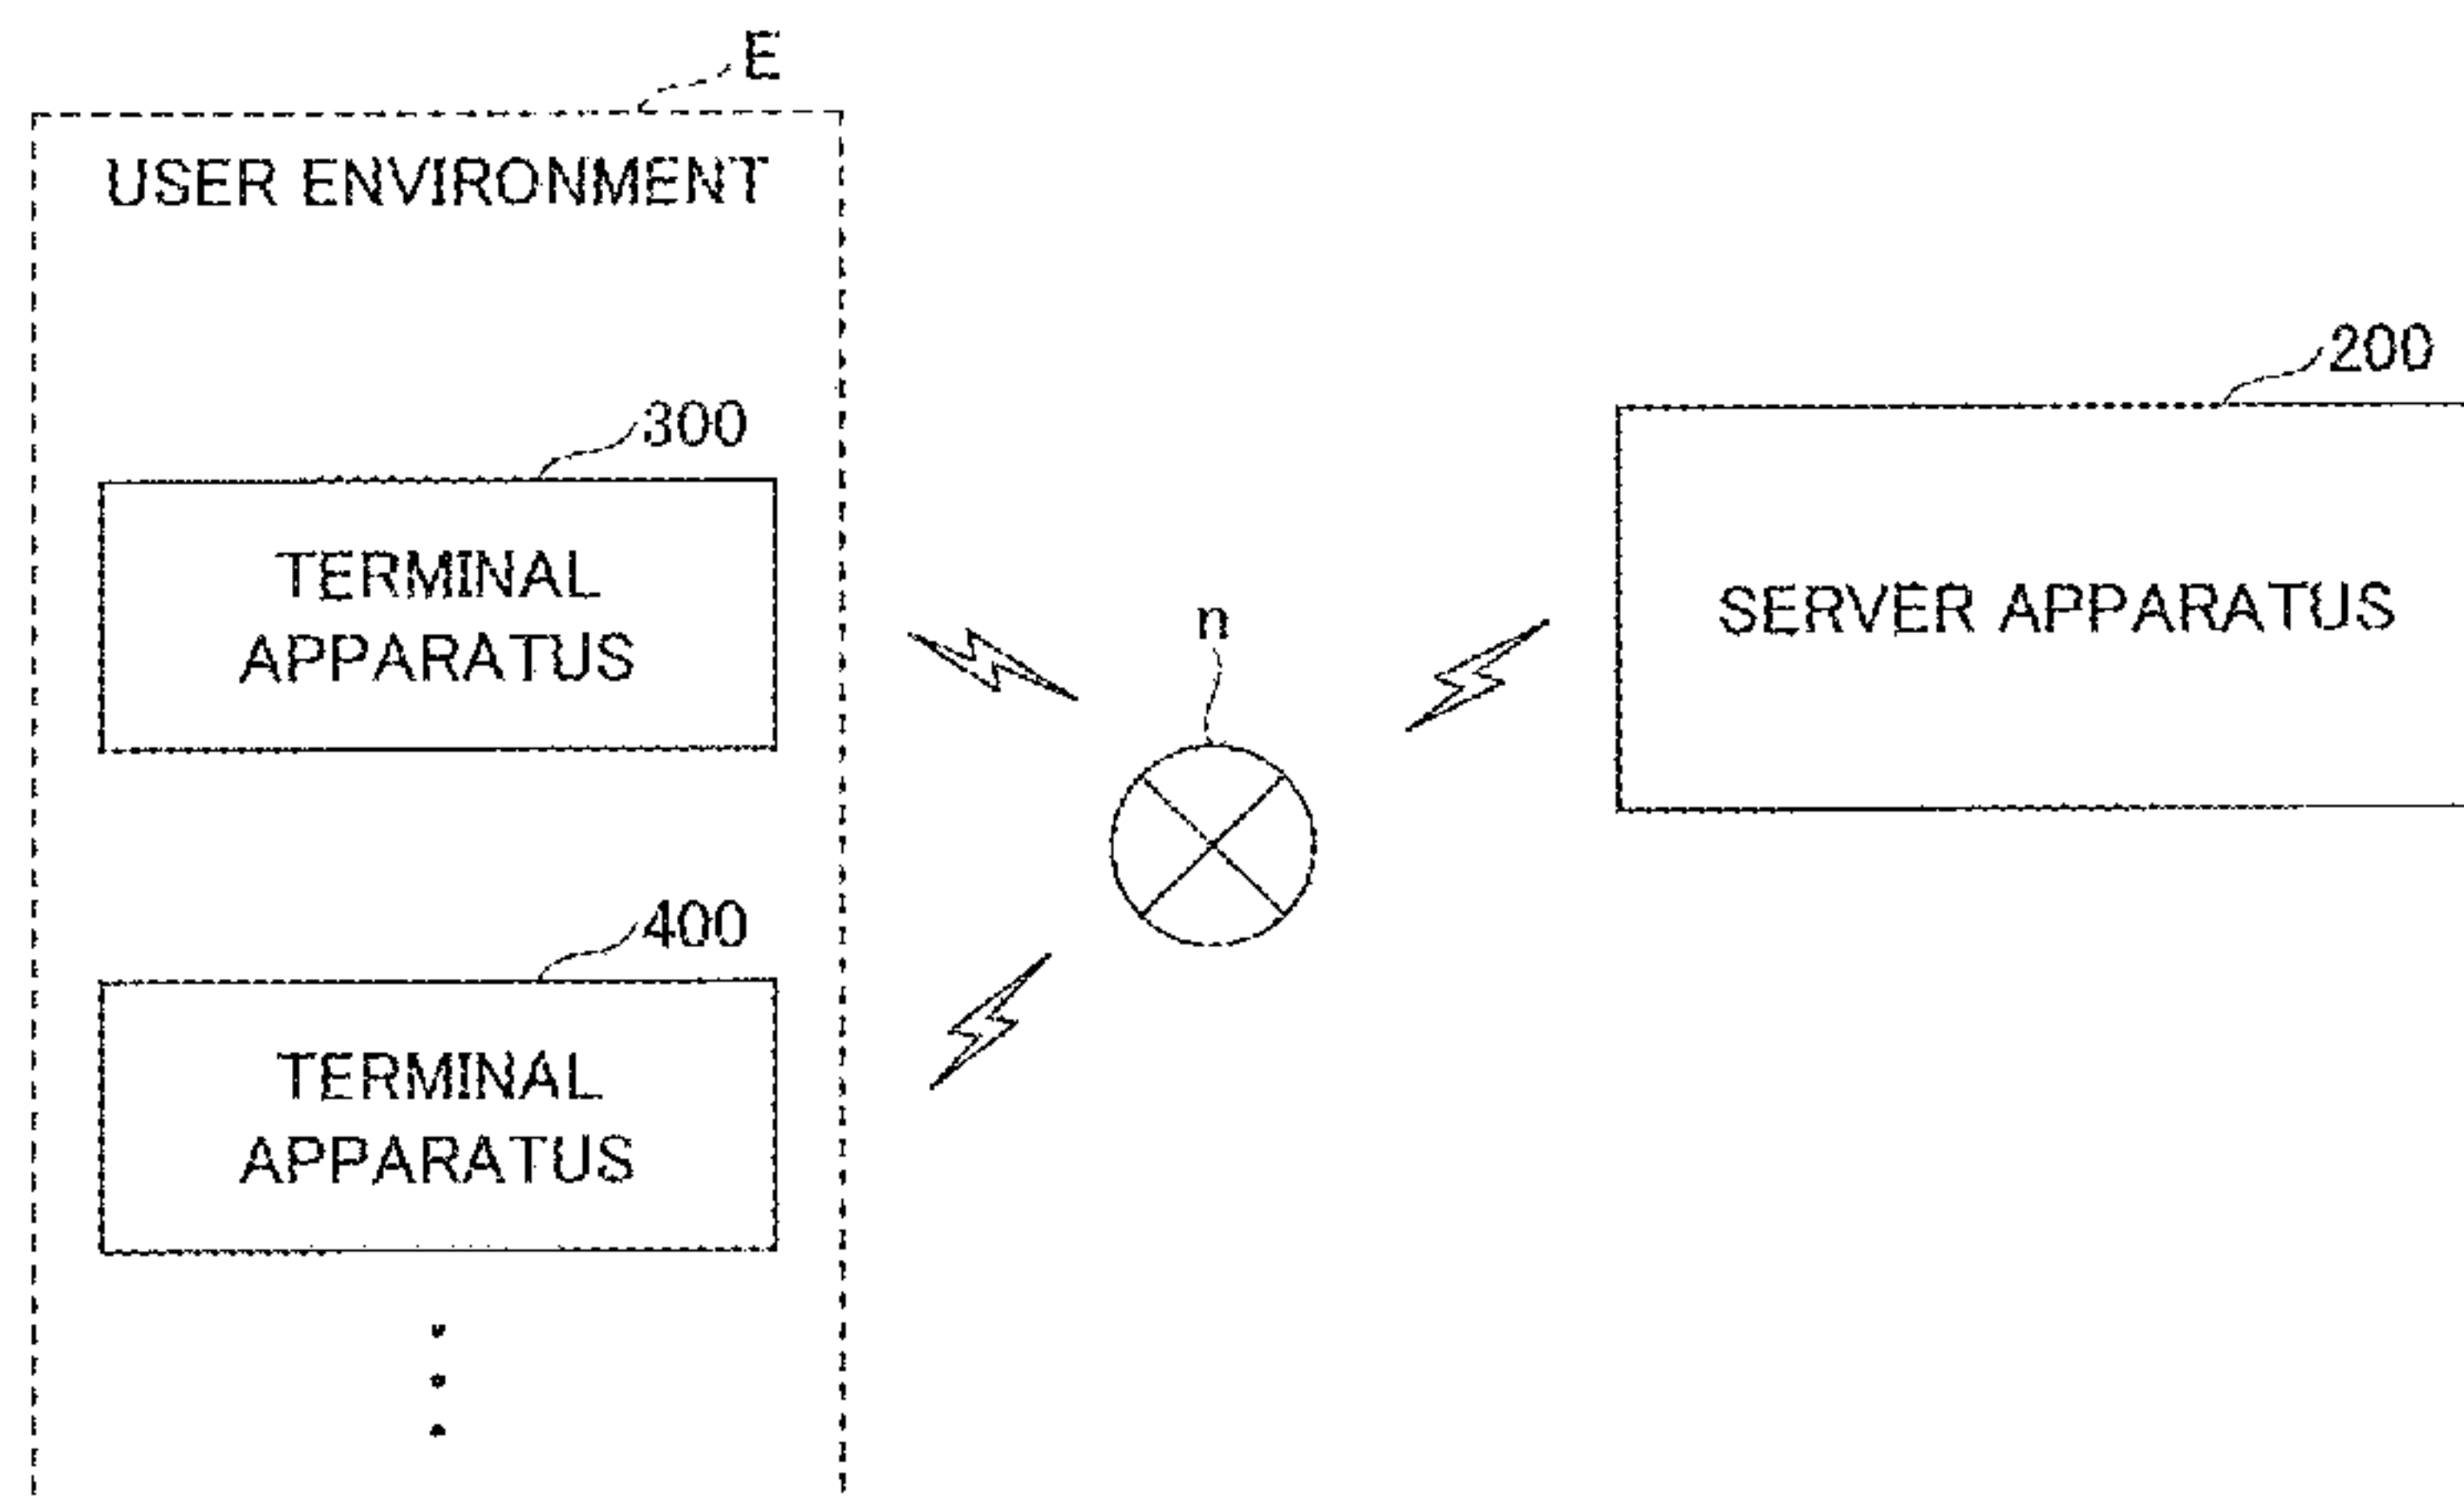 E
USER ENVIRONMENT
300
TERMINAL
APPARATUS
400
TERMINAL
APPARATUS
n
200
SERVER APPARATUS